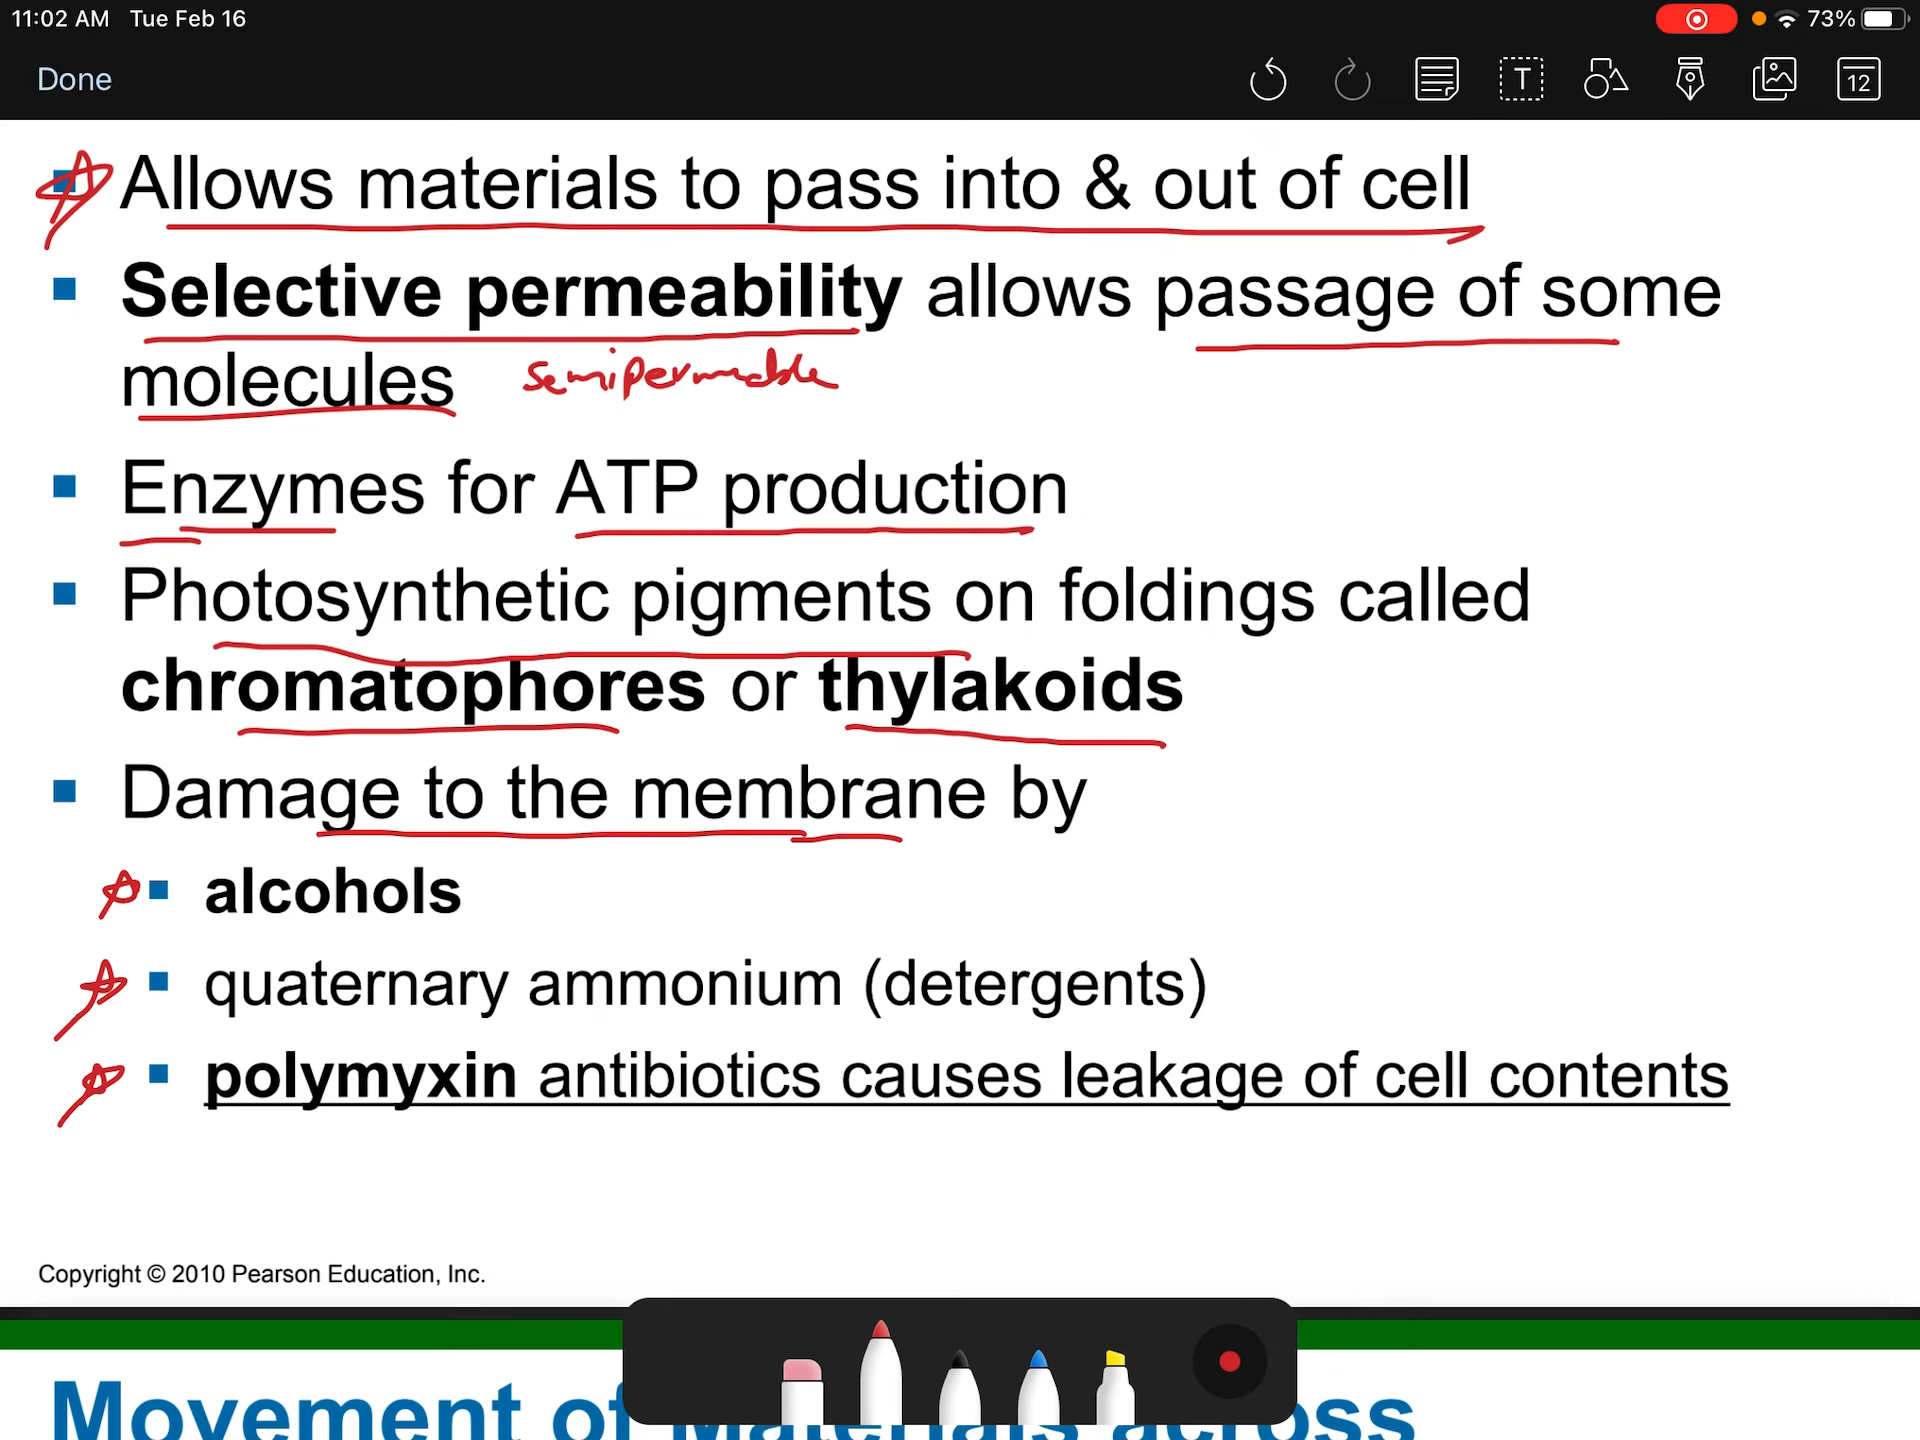 11:02 AM Tue Feb 16
73%
Done
T
12
Allows materials to pass into & out of cell
Selective permeability allows passage of some
molecules semipermable
Enzymes for ATP production
Photosynthetic pigments on foldings called
chromatophores or thylakoids
Damage to the membrane by
alcohols
quaternary ammonium (detergents)
polymyxin antibiotics causes leakage of cell contents
Copyright © 2010 Pearson Education, Inc.
Movement of Materials across